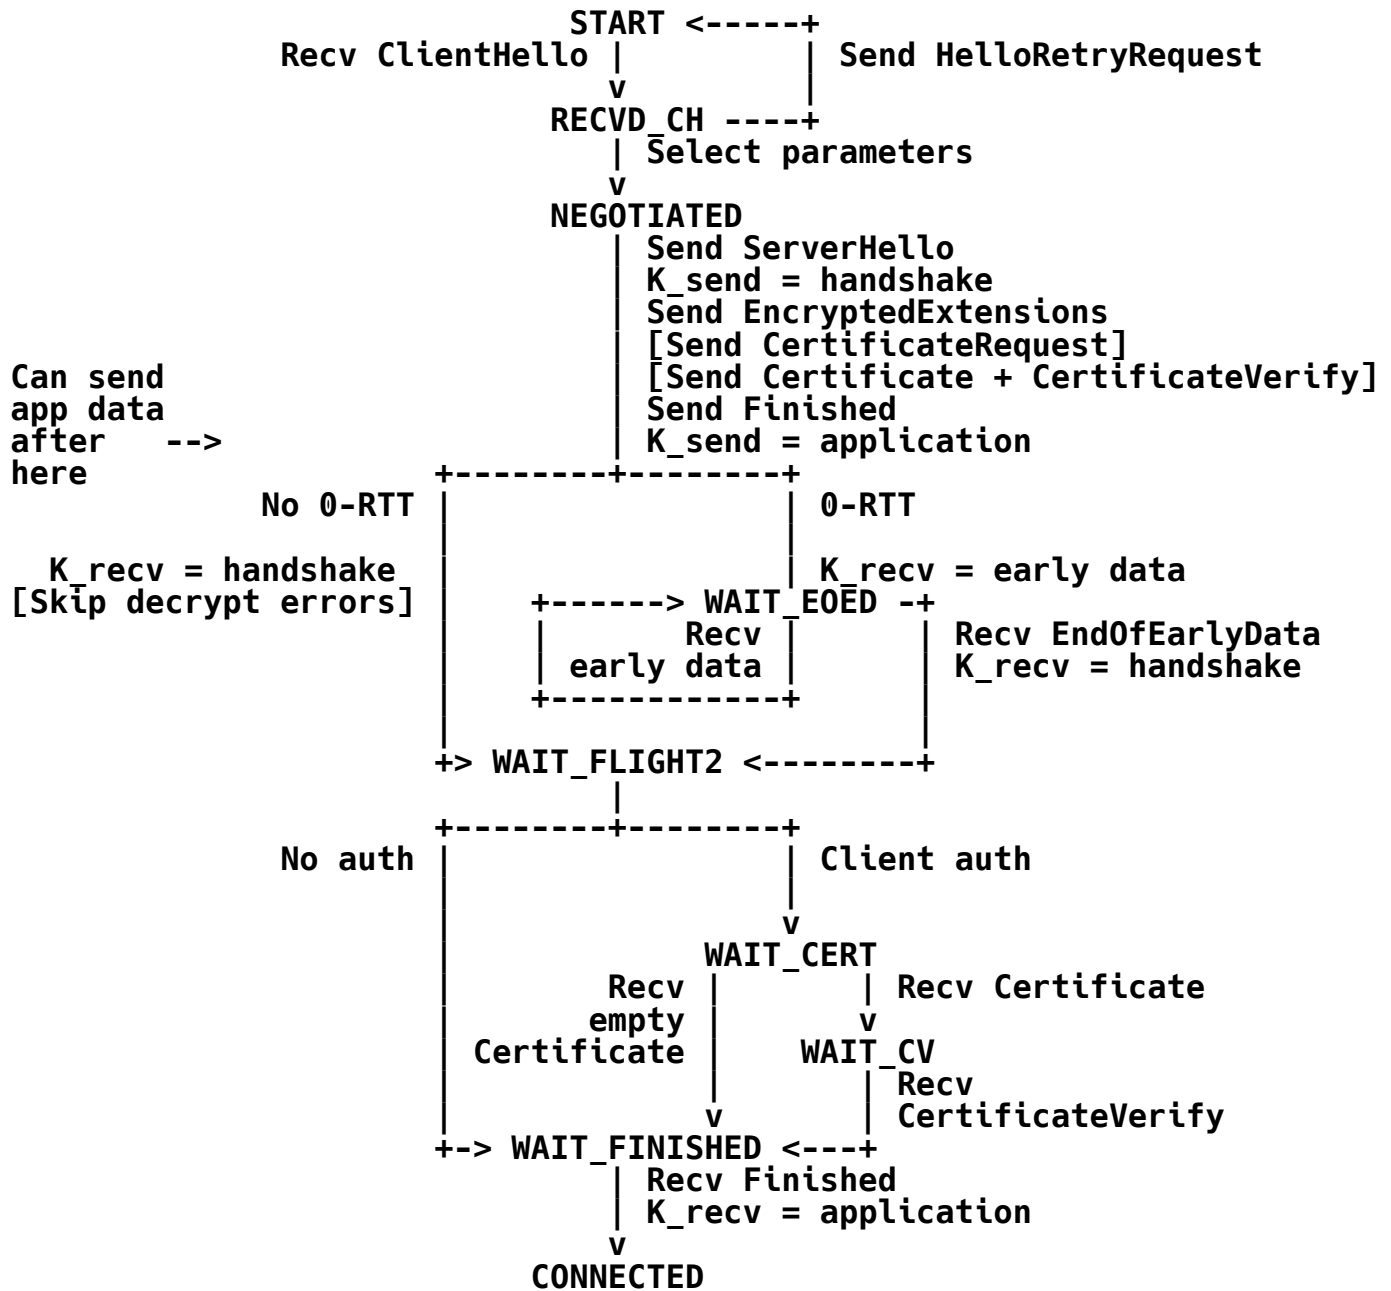 START <-----+
              Recv ClientHello |         | Send HelloRetryRequest
                               v         |
                            RECVD_CH ----+
                               | Select parameters
                               v
                            NEGOTIATED
                               | Send ServerHello
                               | K_send = handshake
                               | Send EncryptedExtensions
                               | [Send CertificateRequest]
Can send                       | [Send Certificate + CertificateVerify]
app data                       | Send Finished
after   -->                    | K_send = application
here                  +--------+--------+
             No 0-RTT |                 | 0-RTT
                      |                 |
  K_recv = handshake  |                 | K_recv = early data
[Skip decrypt errors] |    +------> WAIT_EOED -+
                      |    |       Recv |      | Recv EndOfEarlyData
                      |    | early data |      | K_recv = handshake
                      |    +------------+      |
                      |                        |
                      +> WAIT_FLIGHT2 <--------+
                               |
                      +--------+--------+
              No auth |                 | Client auth
                      |                 |
                      |                 v
                      |             WAIT_CERT
                      |        Recv |       | Recv Certificate
                      |       empty |       v
                      | Certificate |    WAIT_CV
                      |             |       | Recv
                      |             v       | CertificateVerify
                      +-> WAIT_FINISHED <---+
                               | Recv Finished
                               | K_recv = application
                               v
                           CONNECTED